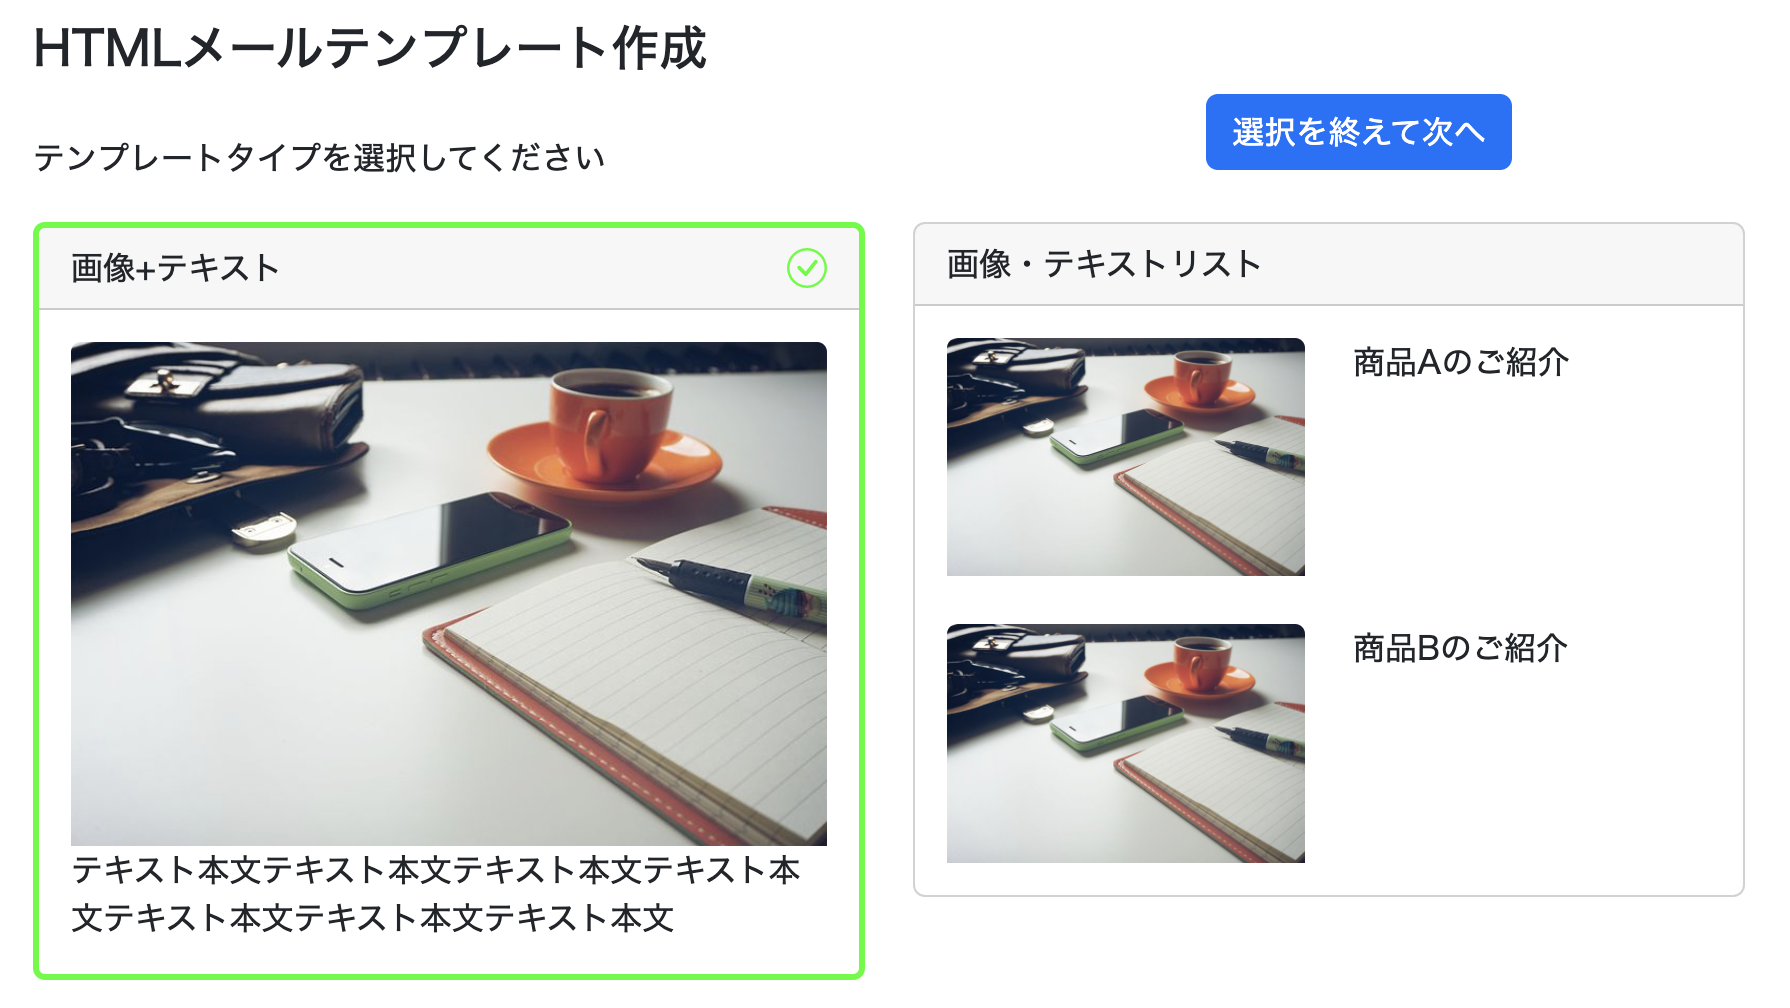 HTMLメールテンプレート作成
選択を終えて次へ
テンプレートタイプを選択してください
画像+テキスト
テキスト本文テキスト本文テキスト本文テキスト本
文テキスト本文テキスト本文テキスト本文
画像・テキストリスト
商品Aのご紹介
商品Bのご紹介